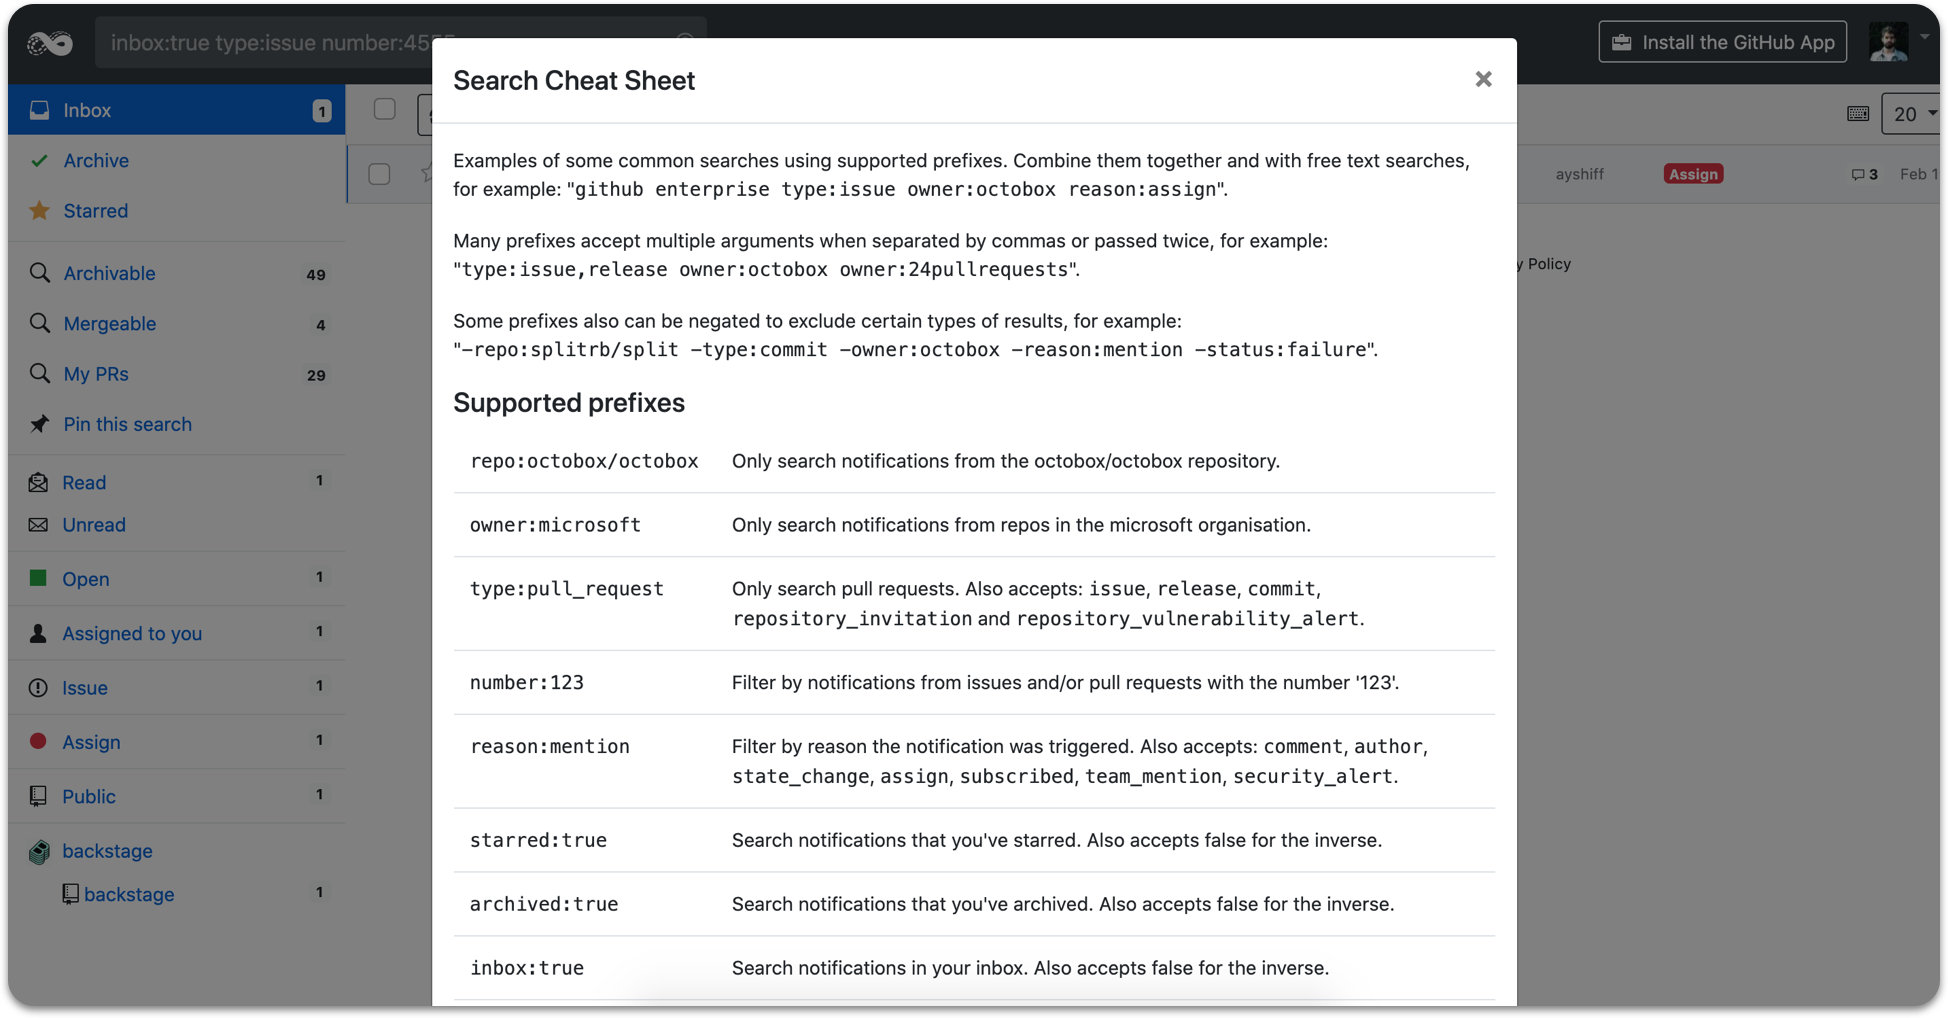 inbox:true type:issue number:4555
Install the GitHub App
Inbox 1
Archive
Starred
Archivable 49
Mergeable 4
My PRs 29
Pin this search
Read 1
Unread
Open 1
Assigned to you 1
Issue 1
Assign 1
Public 1
backstage
backstage 1
20
ayshiff Assign 3 Feb 1
y Policy
Search Cheat Sheet ×
Examples of some common searches using supported prefixes. Combine them together and with free text searches,
for example: "github enterprise type:issue owner:octobox reason:assign".
Many prefixes accept multiple arguments when separated by commas or passed twice, for example:
"type:issue,release owner:octobox owner:24pullrequests".
Some prefixes also can be negated to exclude certain types of results, for example:
"-repo:splitrb/split -type:commit -owner:octobox -reason:mention -status:failure".
Supported prefixes
repo:octobox/octobox Only search notifications from the octobox/octobox repository.
owner:microsoft Only search notifications from repos in the microsoft organisation.
type:pull_request Only search pull requests. Also accepts: issue, release, commit,
repository_invitation and repository_vulnerability_alert.
number:123 Filter by notifications from issues and/or pull requests with the number '123'.
reason:mention Filter by reason the notification was triggered. Also accepts: comment, author,
state_change, assign, subscribed, team_mention, security_alert.
starred:true Search notifications that you've starred. Also accepts false for the inverse.
archived:true Search notifications that you've archived. Also accepts false for the inverse.
inbox:true Search notifications in your inbox. Also accepts false for the inverse.